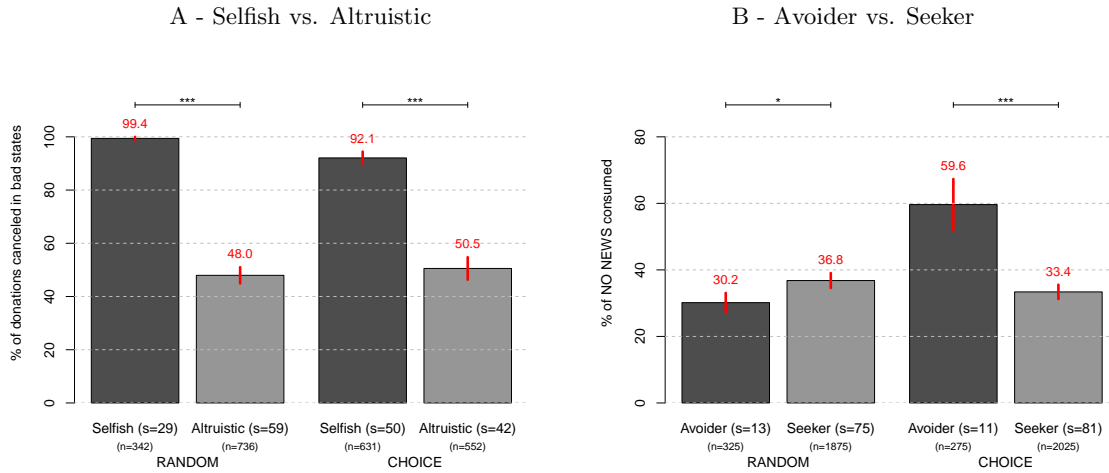 A - Selfish vs. Altruistic
***
***
99.4
48.0
92.1
50.5
% of donations canceled in bad states
100
80
60
40
20
0
Selfish (s=29) Altruistic (s=59) Selfish (s=50) Altruistic (s=42)
(n=342) (n=736) (n=631) (n=552)
RANDOM CHOICE
B - Avoider vs. Seeker
*
***
30.2
36.8
59.6
33.4
% of NO NEWS consumed
80
60
40
20
0
Avoider (s=13) Seeker (s=75) Avoider (s=11) Seeker (s=81)
(n=325) (n=1875) (n=275) (n=2025)
RANDOM CHOICE